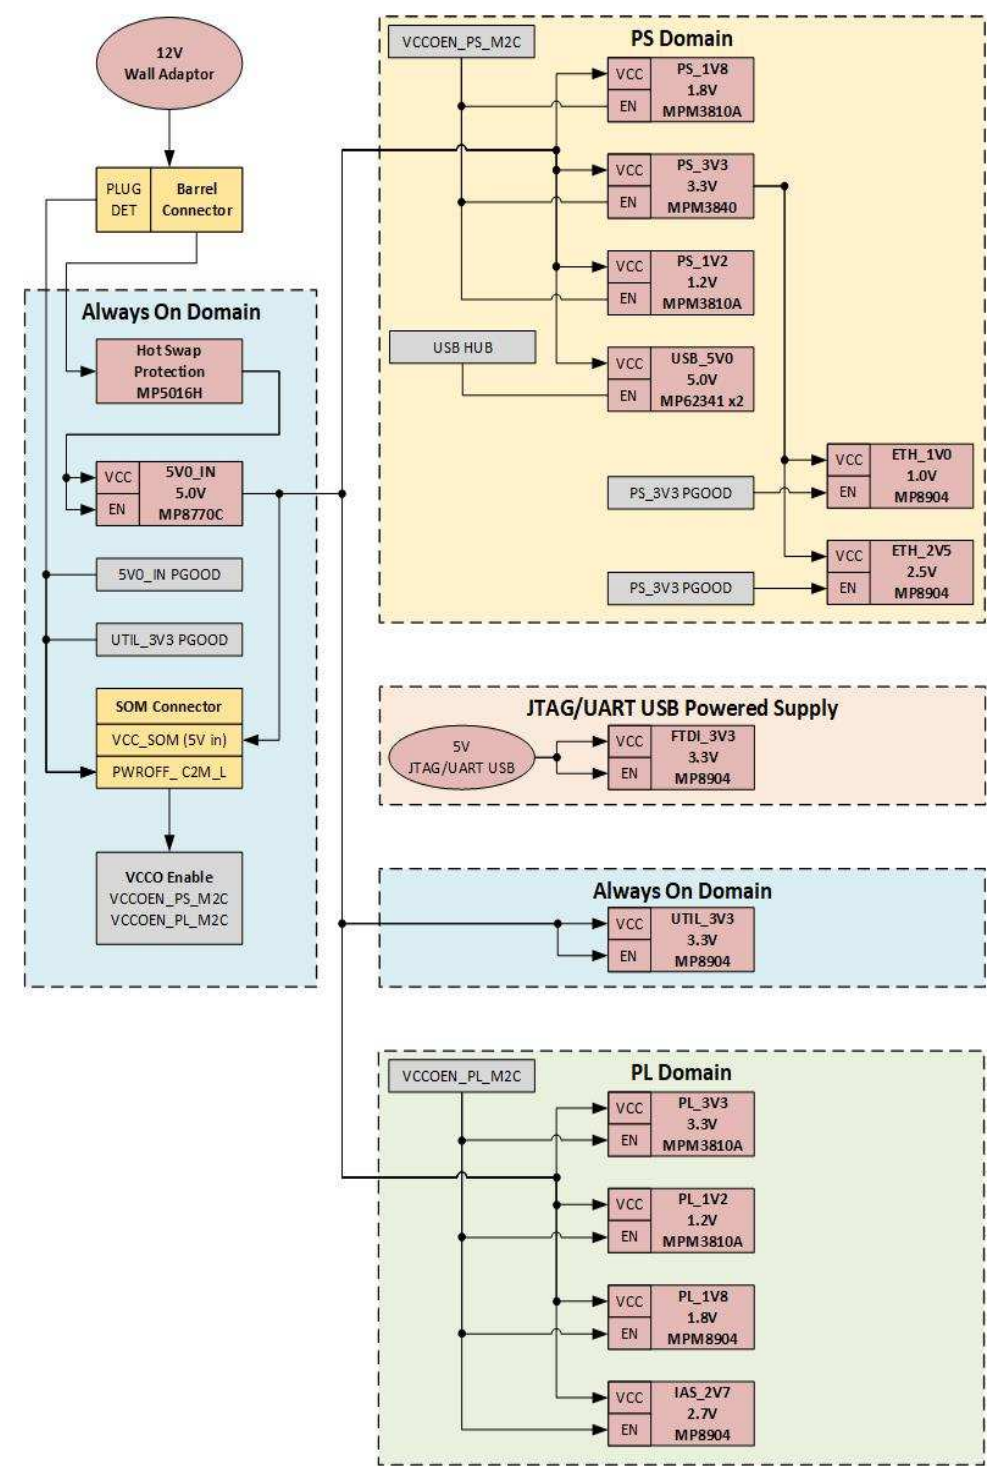 12V
Wall Adaptor
PLUG
DET
Barrel
Connector
Always On Domain
Hot Swap
Protection
MP5016H
VCC
EN
5V0_IN
5.0V
MP8770C
5V0_IN PGOOD
UTIL_3V3 PGOOD
SOM Connector
VCC_SOM (5V in)
PWROFF_ C2M_L
VCCO Enable
VCCOEN_PS_M2C
VCCOEN_PL_M2C
PS Domain
VCCOEN_PS_M2C
VCC
EN
PS_1V8
1.8V
MPM3810A
VCC
EN
PS_3V3
3.3V
MPM3840
VCC
EN
PS_1V2
1.2V
MPM3810A
USB HUB
VCC
EN
USB_5V0
5.0V
MP62341 x2
PS_3V3 PGOOD
VCC
EN
ETH_1V0
1.0V
MP8904
PS_3V3 PGOOD
VCC
EN
ETH_2V5
2.5V
MP8904
JTAG/UART USB Powered Supply
5V
JTAG/UART USB
VCC
EN
FTDI_3V3
3.3V
MP8904
Always On Domain
VCC
EN
UTIL_3V3
3.3V
MP8904
PL Domain
VCCOEN_PL_M2C
VCC
EN
PL_3V3
3.3V
MPM3810A
VCC
EN
PL_1V2
1.2V
MPM3810A
VCC
EN
PL_1V8
1.8V
MPM8904
VCC
EN
IAS_2V7
2.7V
MP8904